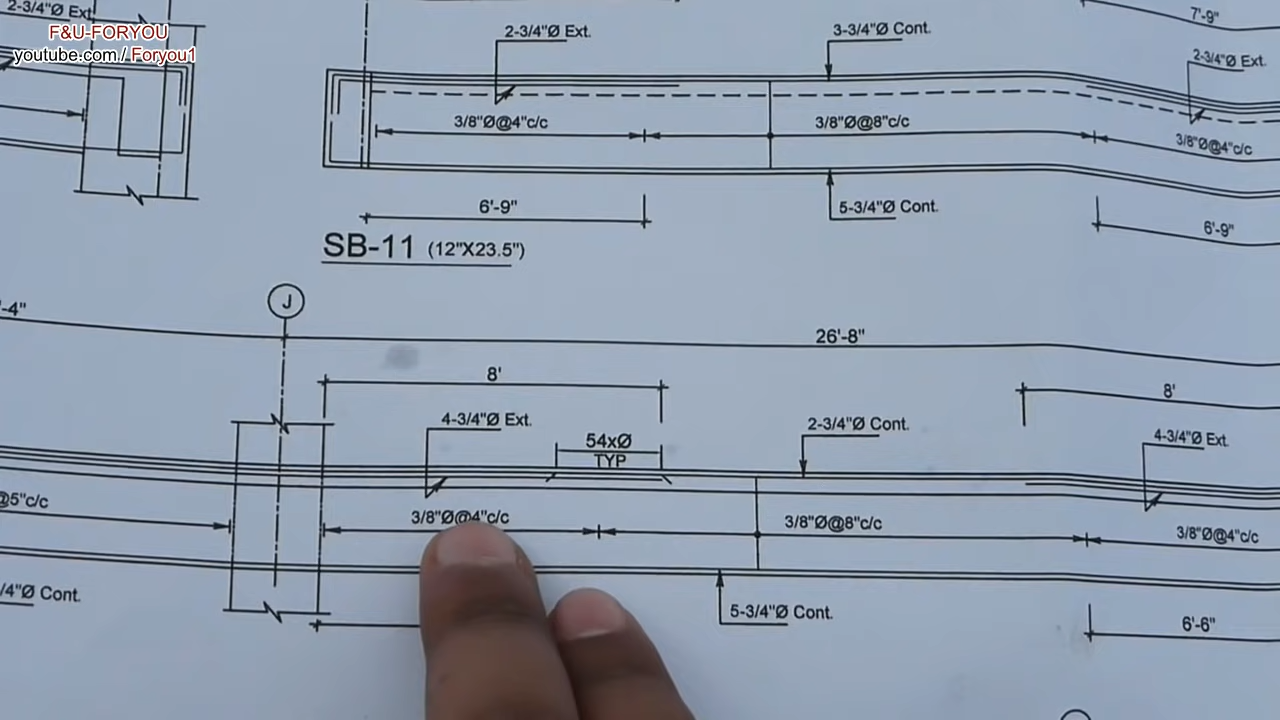 2-3/4"Ø Ext.
F&U-FORYOU
youtube.com / Foryou1
2-3/4"Ø Ext.
3-3/4"Ø Cont.
7'-9"
2-3/4"Ø Ext.
3/8"Ø@4"c/c
3/8"Ø@8"c/c
3/8"Ø@4"c/c
6'-9"
5-3/4"Ø Cont.
6'-9"
SB-11 (12"X23.5")
J
-4"
26'-8"
8'
8'
4-3/4"Ø Ext.
54xØ
TYP
2-3/4"Ø Cont.
4-3/4"Ø Ext.
@5"c/c
3/8"Ø@4"c/c
3/8"Ø@8"c/c
3/8"Ø@4"c/c
/4"Ø Cont.
5-3/4"Ø Cont.
6'-6"